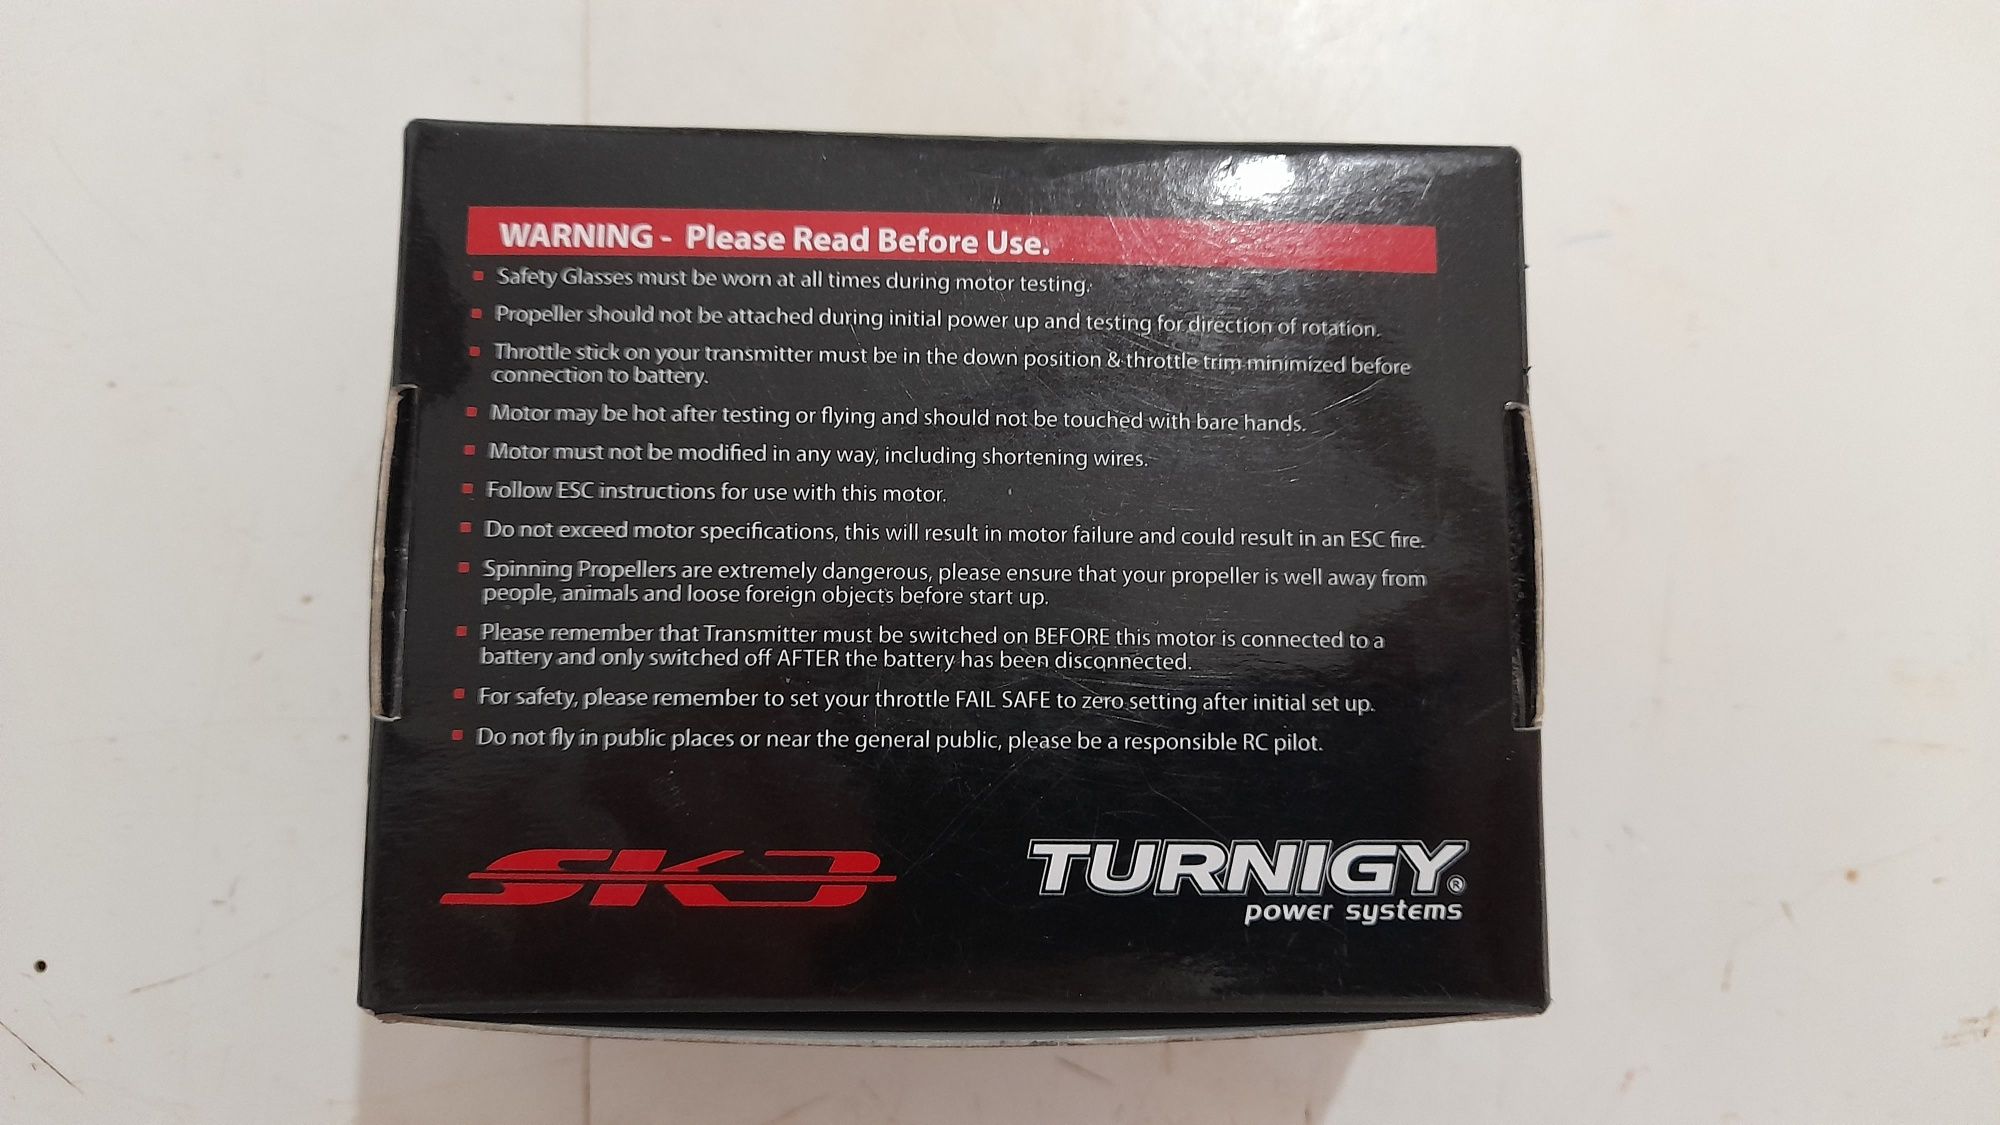 WARNING - Please Read Before Use.
Safety Glasses must be worn at all times during motor testing.
Propeller should not be attached during initial power up and testing for direction of rotation.
Throttle stick on your transmitter must be in the down position & throttle trim minimized before
connection to battery.
Motor may be hot after testing or flying and should not be touched with bare hands.
Motor must not be modified in any way, including shortening wires.
Follow ESC instructions for use with this motor.
Do not exceed motor specifications, this will result in motor failure and could result in an ESC fire.
Spinning Propellers are extremely dangerous, please ensure that your propeller is well away from
people, animals and loose foreign objects before start up.
Please remember that Transmitter must be switched on BEFORE this motor is connected to a
battery and only switched off AFTER the battery has been disconnected.
For safety, please remember to set your throttle FAIL SAFE to zero setting after initial set up.
Do not fly in public places or near the general public, please be a responsible RC pilot.
SK3
TURNIGY®
power systems